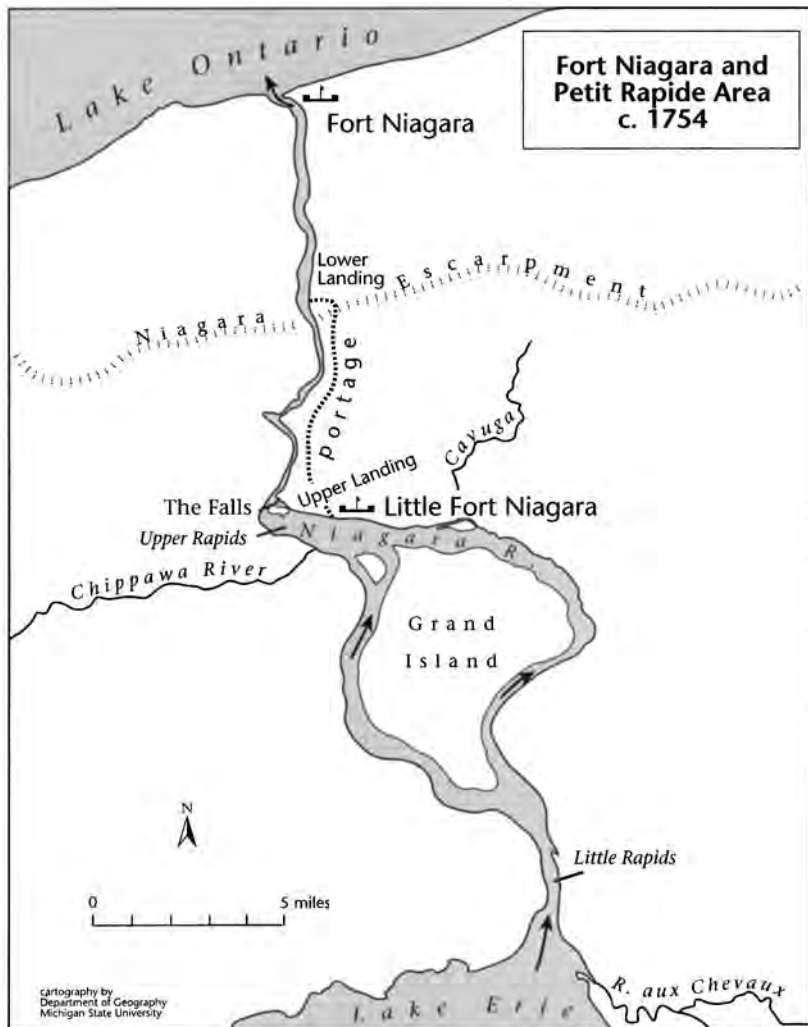 Lake Ontario
Fort Niagara and
Petit Rapide Area
c. 1754
Fort Niagara
Lower
Landing
Niagara Escarpment
Portage
Cayuga
Upper Landing
The Falls
Little Fort Niagara
Upper Rapids
Niagara R.
Chippawa River
Grand
Island
N
Little Rapids
0 5 miles
R. aux Chevaux
Lake Erie
cartography by
Department of Geography
Michigan State University